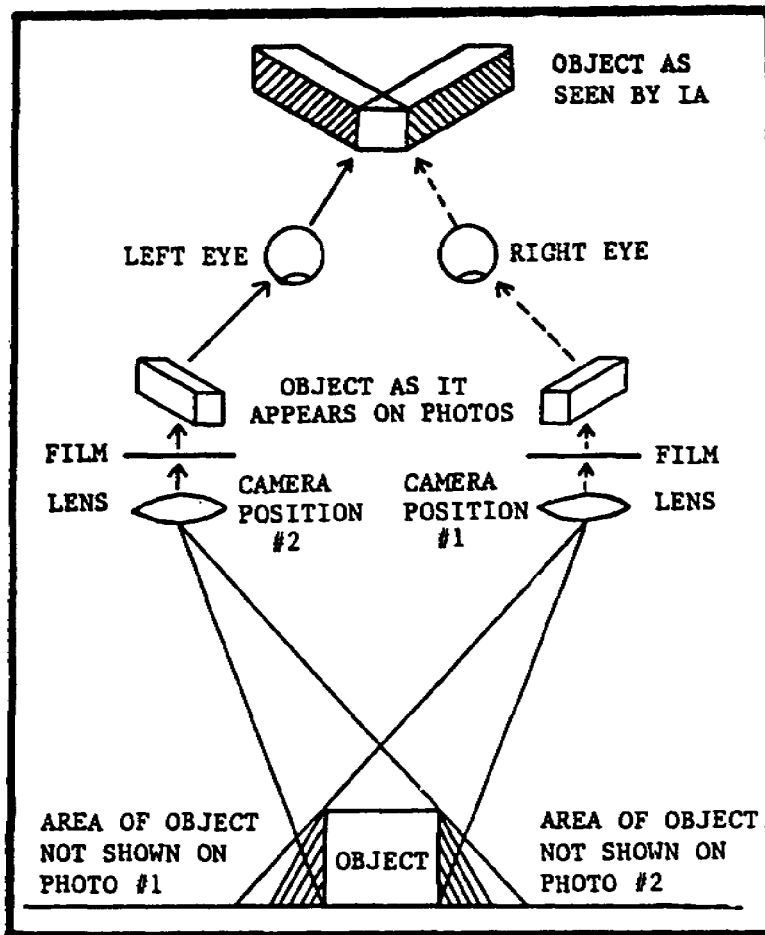 OBJECT AS
SEEN BY IA
LEFT EYE
RIGHT EYE
OBJECT AS IT
APPEARS ON PHOTOS
FILM
FILM
LENS
CAMERA
POSITION
#2
CAMERA
POSITION
#1
LENS
AREA OF OBJECT
NOT SHOWN ON
PHOTO #1
OBJECT
AREA OF OBJECT
NOT SHOWN ON
PHOTO #2